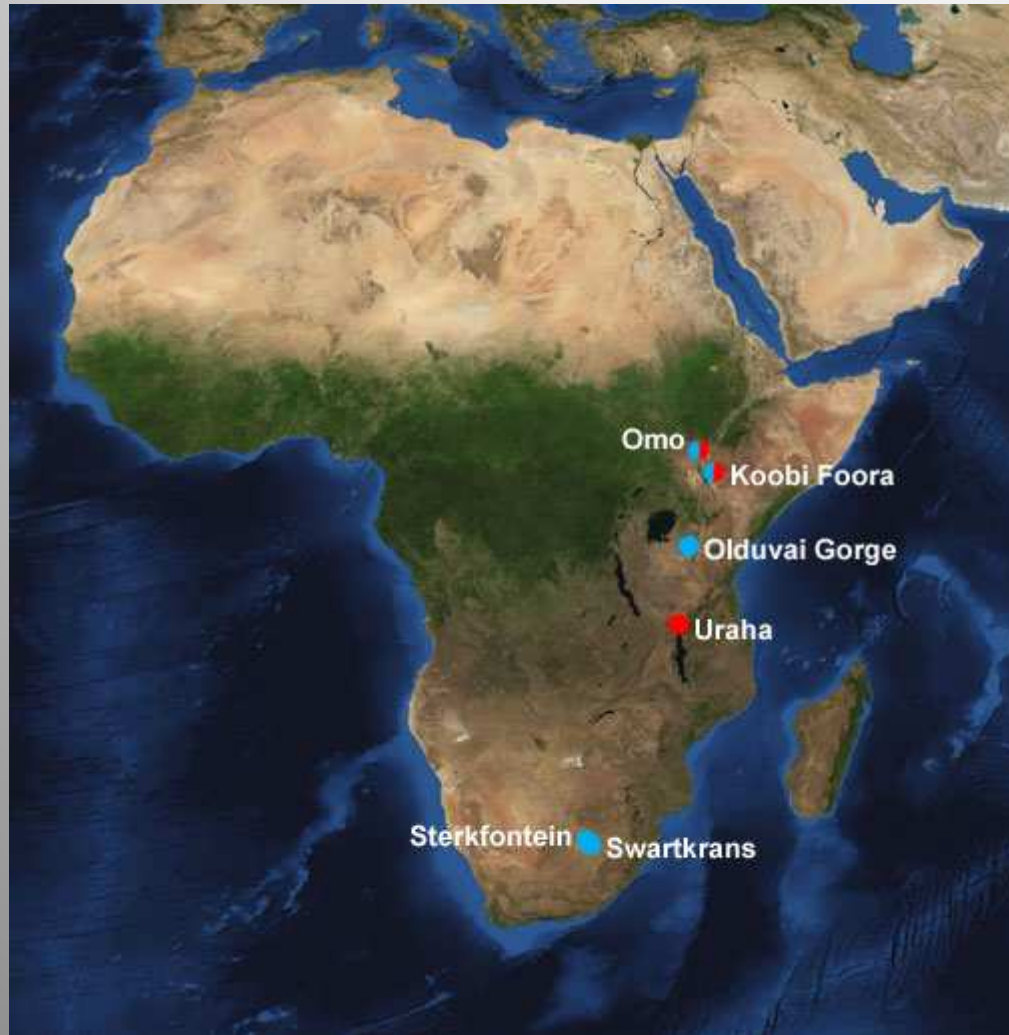 Omo
Koobi Foora
Olduvai Gorge
Uraha
Sterkfontein
Swartkrans